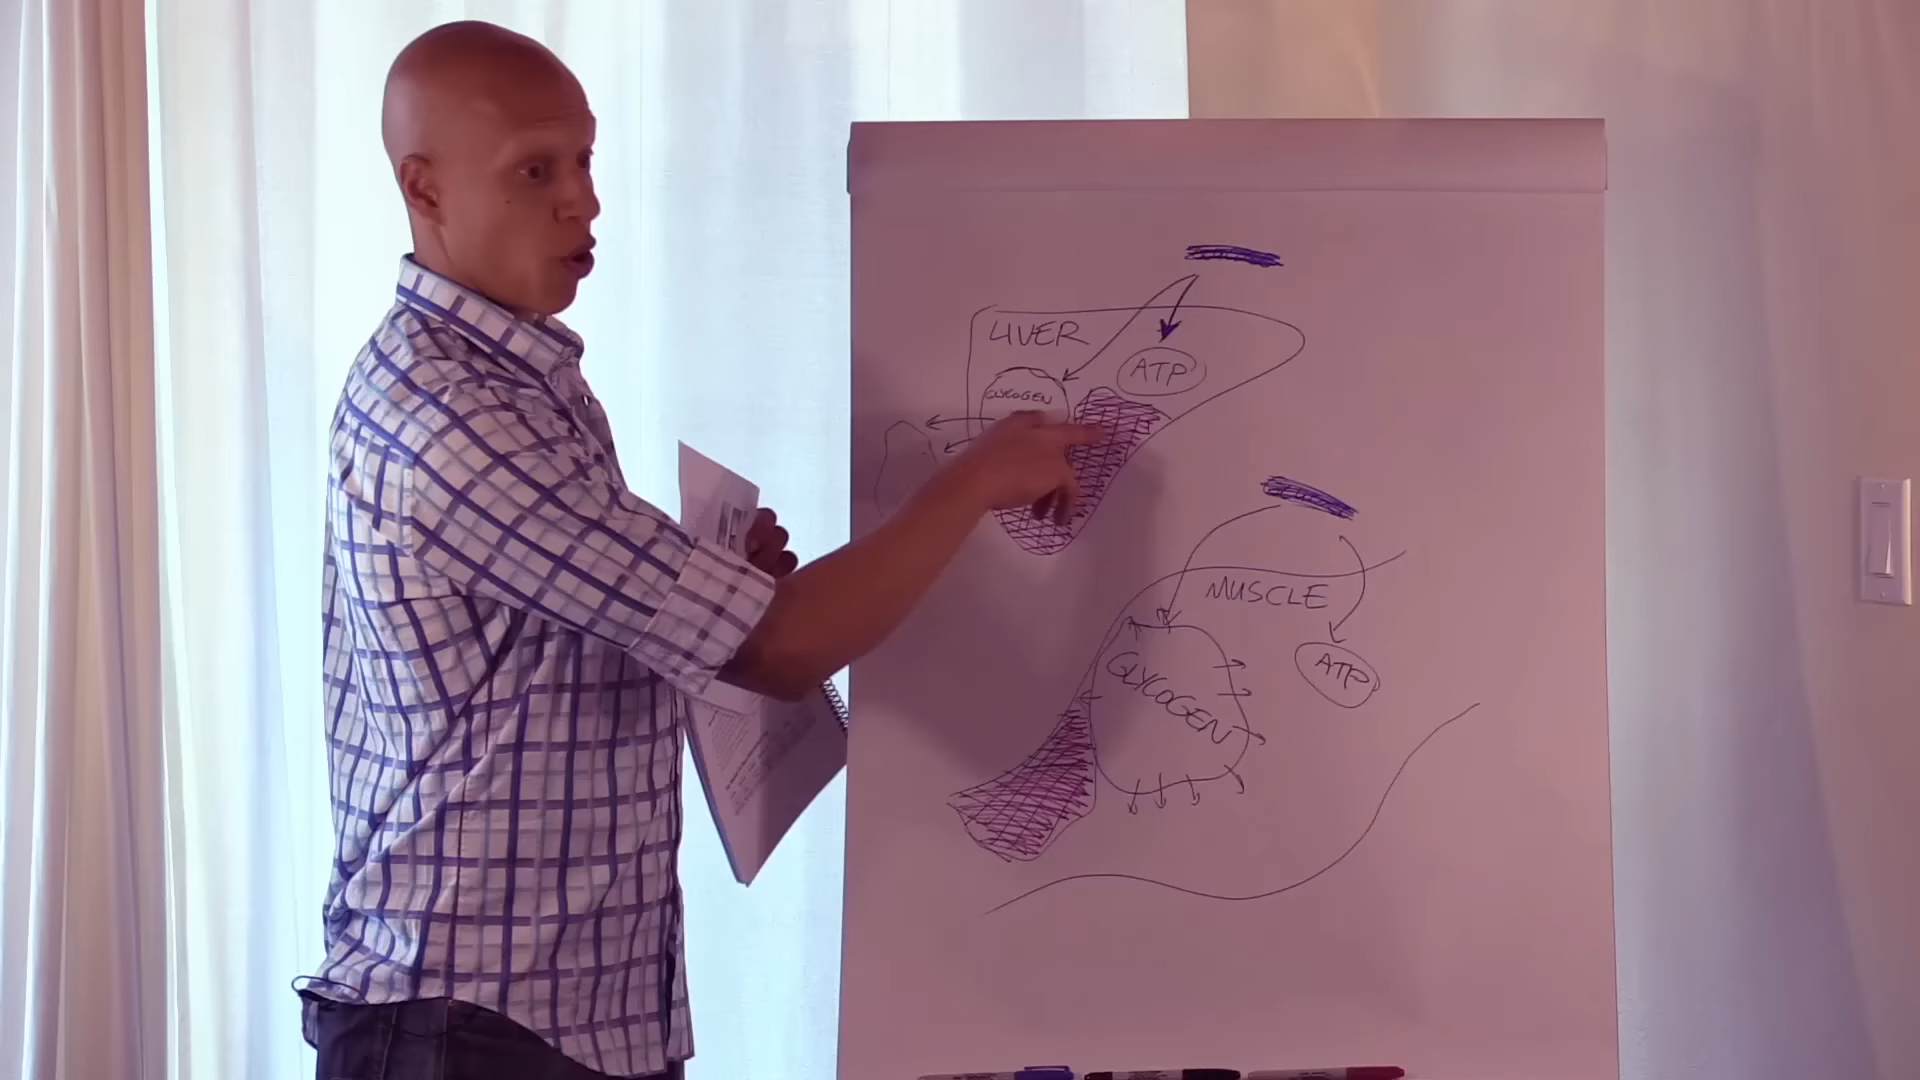 LIVER
ATP
GLYCOGEN
MUSCLE
GLYCOGEN
ATP